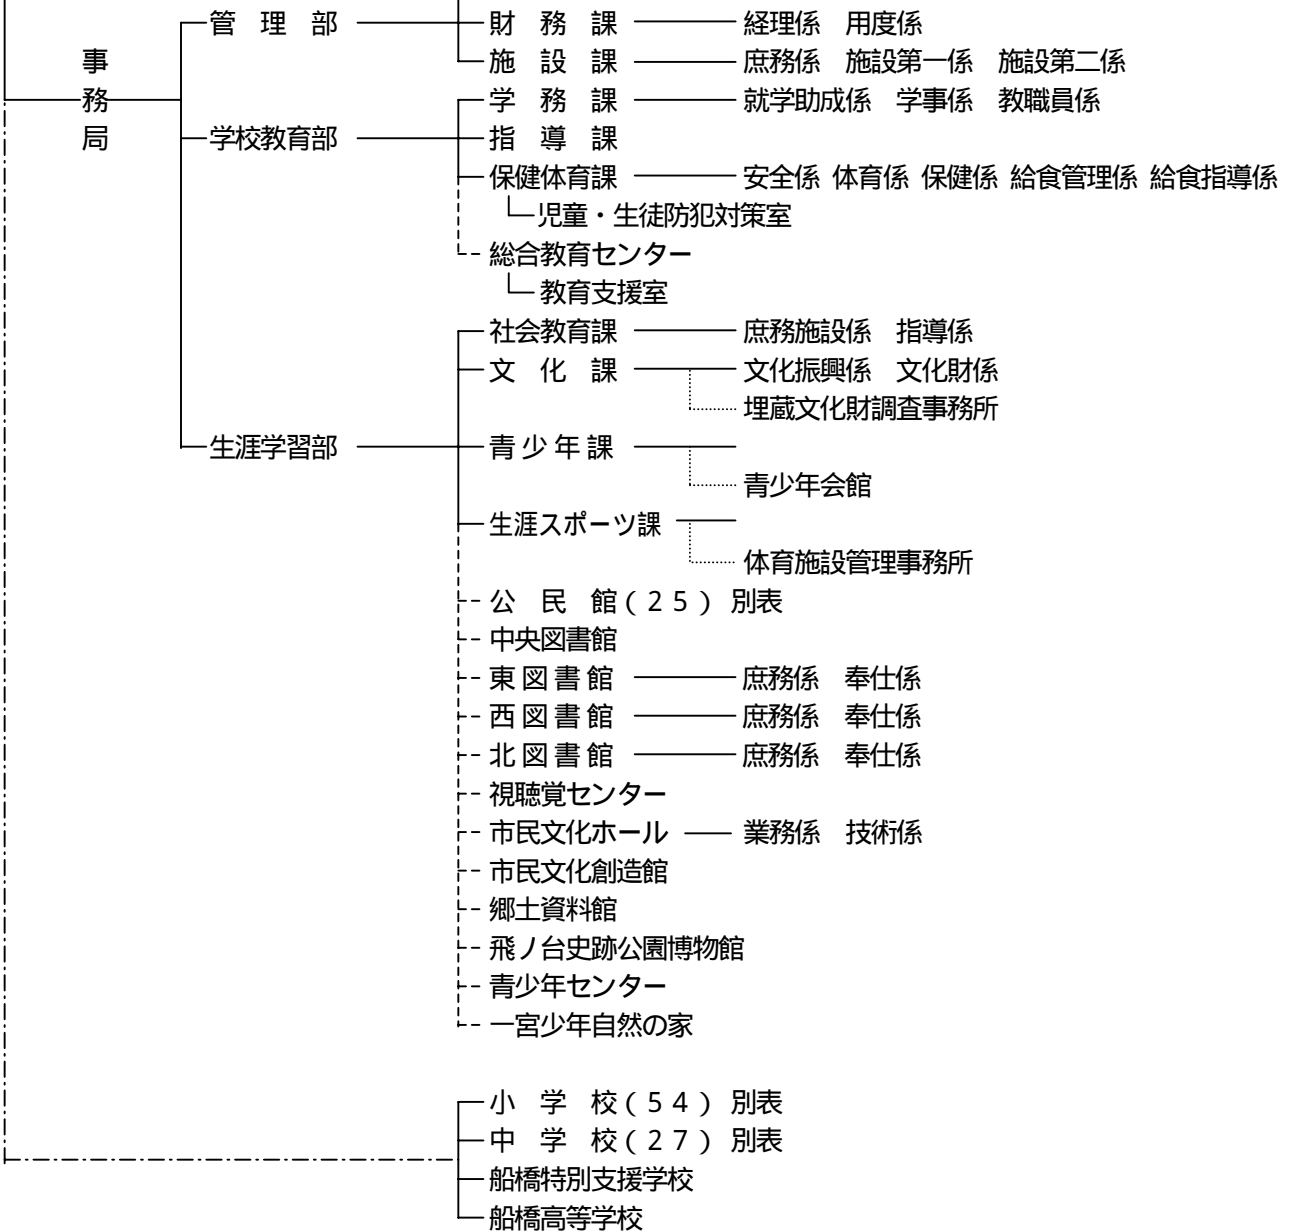 管理部 財務課 経理係 用度係
事務局
施設課 庶務係 施設第一係 施設第二係
学務課 就学助成係 学事係 教職員係
学校教育部 指導課
保健体育課 安全係 体育係 保健係 給食管理係 給食指導係
児童・生徒防犯対策室
総合教育センター
教育支援室
社会教育課 庶務施設係 指導係
文化課 文化振興係 文化財係
埋蔵文化財調査事務所
生涯学習部 青少年課
青少年会館
生涯スポーツ課
体育施設管理事務所
公民館(25)別表
中央図書館
東図書館 庶務係 奉仕係
西図書館 庶務係 奉仕係
北図書館 庶務係 奉仕係
視聴覚センター
市民文化ホール 業務係 技術係
市民文化創造館
郷土資料館
飛ノ台史跡公園博物館
青少年センター
一宮少年自然の家
小学校(54)別表
中学校(27)別表
船橋特別支援学校
船橋高等学校